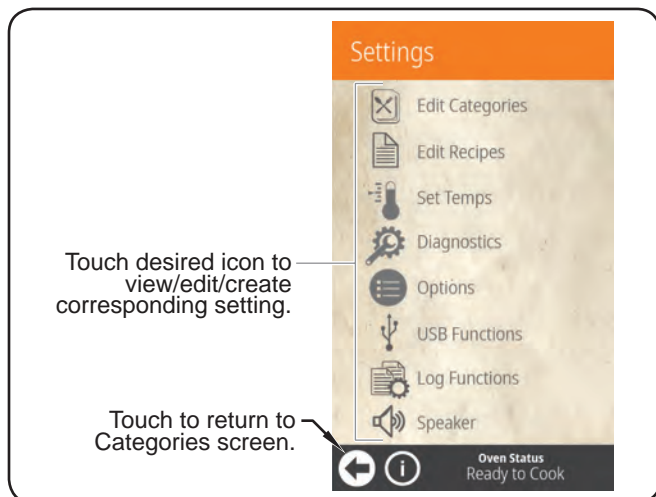 Settings
Edit Categories
Edit Recipes
Set Temps
Diagnostics
Options
USB Functions
Log Functions
Speaker
Touch desired icon to
view/edit/create
corresponding setting.
Touch to return to
Categories screen.
Oven Status
Ready to Cook